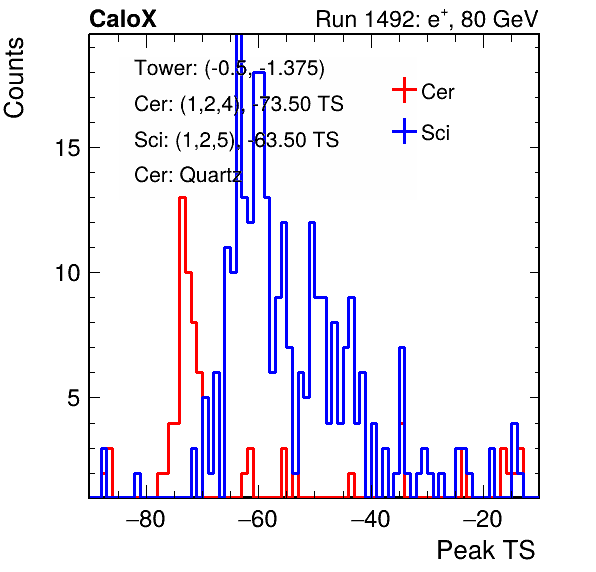 CaloX Run 1492: e⁺, 80 GeV
Counts
Tower: (-0.5, -1.375)
Cer: (1,2,4), -73.50 TS
Sci: (1,2,5), -63.50 TS
Cer: Quartz
Cer
Sci
15
10
5
−80 −60 −40 −20
Peak TS